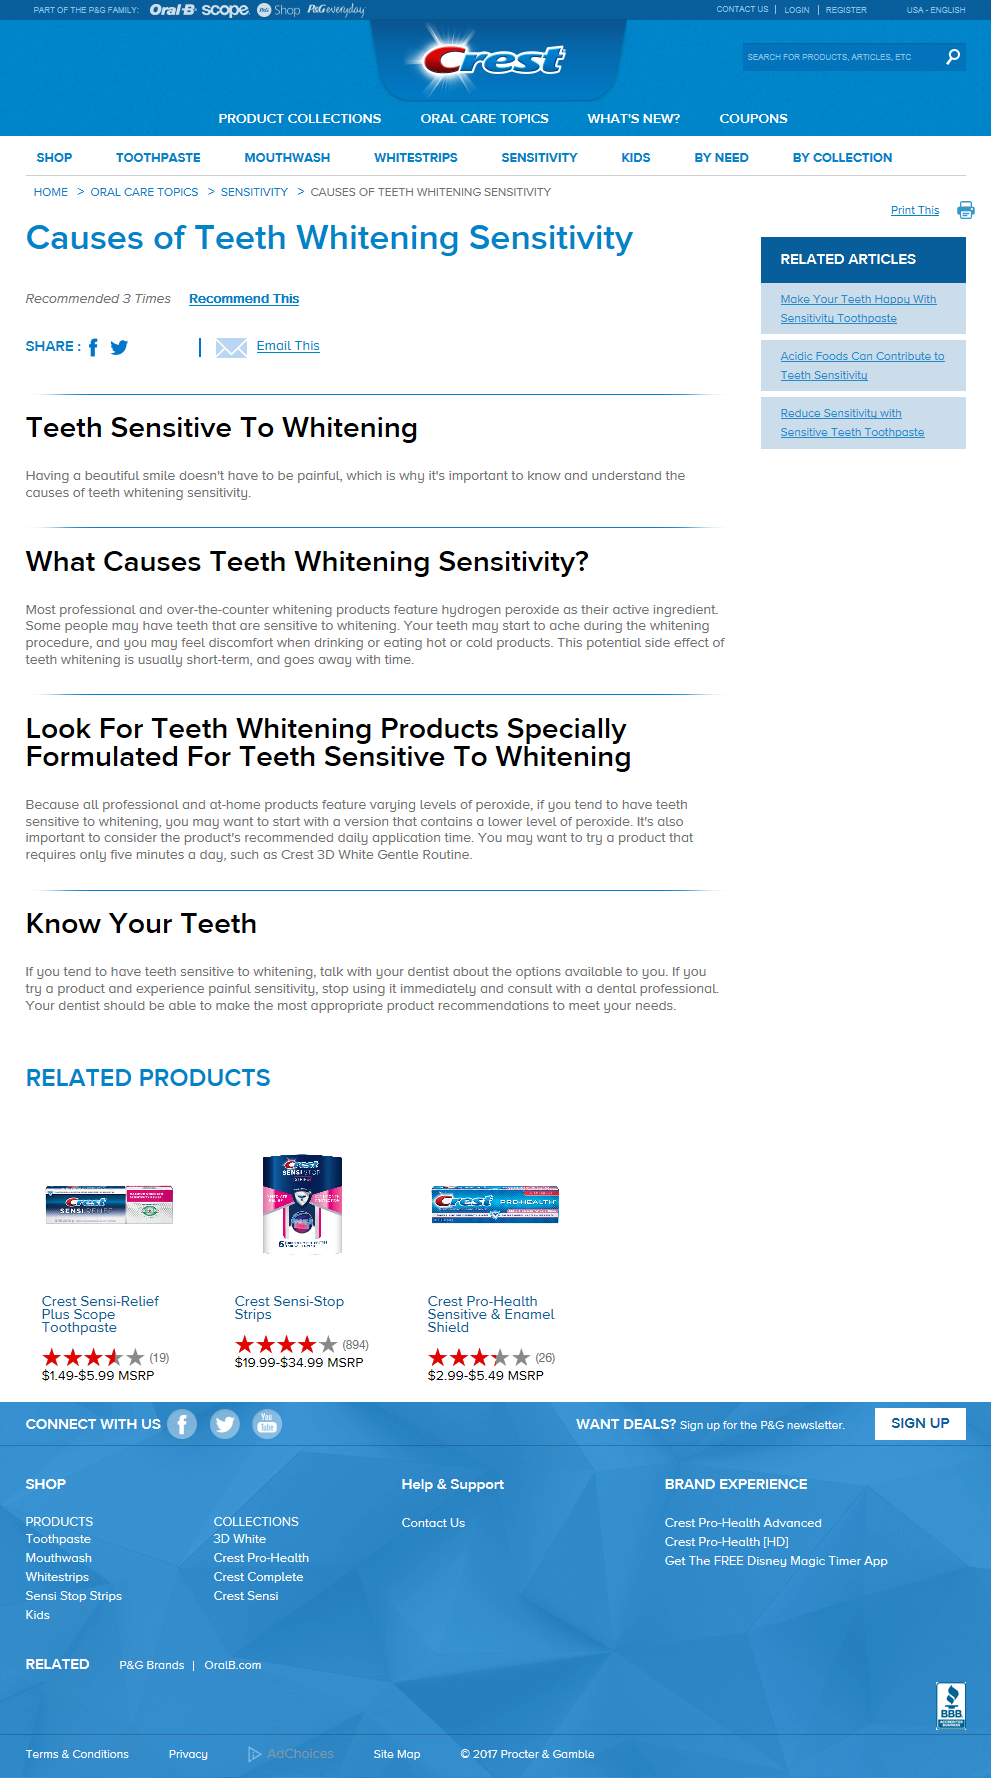 PART OF THE P&G FAMILY: Oral-B scope. P&G Shop P&G everyday
CONTACT US | LOGIN | REGISTER USA - ENGLISH
Crest
SEARCH FOR PRODUCTS, ARTICLES, ETC
PRODUCT COLLECTIONS ORAL CARE TOPICS WHAT'S NEW? COUPONS
SHOP TOOTHPASTE MOUTHWASH WHITESTRIPS SENSITIVITY KIDS BY NEED BY COLLECTION
HOME > ORAL CARE TOPICS > SENSITIVITY > CAUSES OF TEETH WHITENING SENSITIVITY
Print This
Causes of Teeth Whitening Sensitivity
Recommended 3 Times Recommend This
SHARE : | Email This
RELATED ARTICLES
Make Your Teeth Happy With
Sensitivity Toothpaste
Acidic Foods Can Contribute to
Teeth Sensitivity
Reduce Sensitivity with
Sensitive Teeth Toothpaste
Teeth Sensitive To Whitening
Having a beautiful smile doesn't have to be painful, which is why it's important to know and understand the
causes of teeth whitening sensitivity.
What Causes Teeth Whitening Sensitivity?
Most professional and over-the-counter whitening products feature hydrogen peroxide as their active ingredient.
Some people may have teeth that are sensitive to whitening. Your teeth may start to ache during the whitening
procedure, and you may feel discomfort when drinking or eating hot or cold products. This potential side effect of
teeth whitening is usually short-term, and goes away with time.
Look For Teeth Whitening Products Specially
Formulated For Teeth Sensitive To Whitening
Because all professional and at-home products feature varying levels of peroxide, if you tend to have teeth
sensitive to whitening, you may want to start with a version that contains a lower level of peroxide. It's also
important to consider the product's recommended daily application time. You may want to try a product that
requires only five minutes a day, such as Crest 3D White Gentle Routine.
Know Your Teeth
If you tend to have teeth sensitive to whitening, talk with your dentist about the options available to you. If you
try a product and experience painful sensitivity, stop using it immediately and consult with a dental professional.
Your dentist should be able to make the most appropriate product recommendations to meet your needs.
RELATED PRODUCTS
Crest
SENSI RELIEF
Crest
SENSI STOP
STRIPS
Crest PRO-HEALTH
Crest Sensi-Relief
Plus Scope
Toothpaste
(19)
$1.49-$5.99 MSRP
Crest Sensi-Stop
Strips
(894)
$19.99-$34.99 MSRP
Crest Pro-Health
Sensitive & Enamel
Shield
(26)
$2.99-$5.49 MSRP
CONNECT WITH US You Tube
WANT DEALS? Sign up for the P&G newsletter. SIGN UP
SHOP
PRODUCTS
Toothpaste
Mouthwash
Whitestrips
Sensi Stop Strips
Kids
COLLECTIONS
3D White
Crest Pro-Health
Crest Complete
Crest Sensi
Help & Support
Contact Us
BRAND EXPERIENCE
Crest Pro-Health Advanced
Crest Pro-Health [HD]
Get The FREE Disney Magic Timer App
RELATED P&G Brands | OralB.com
BBB
ACCREDITED
BUSINESS
Terms & Conditions Privacy AdChoices Site Map © 2017 Procter & Gamble